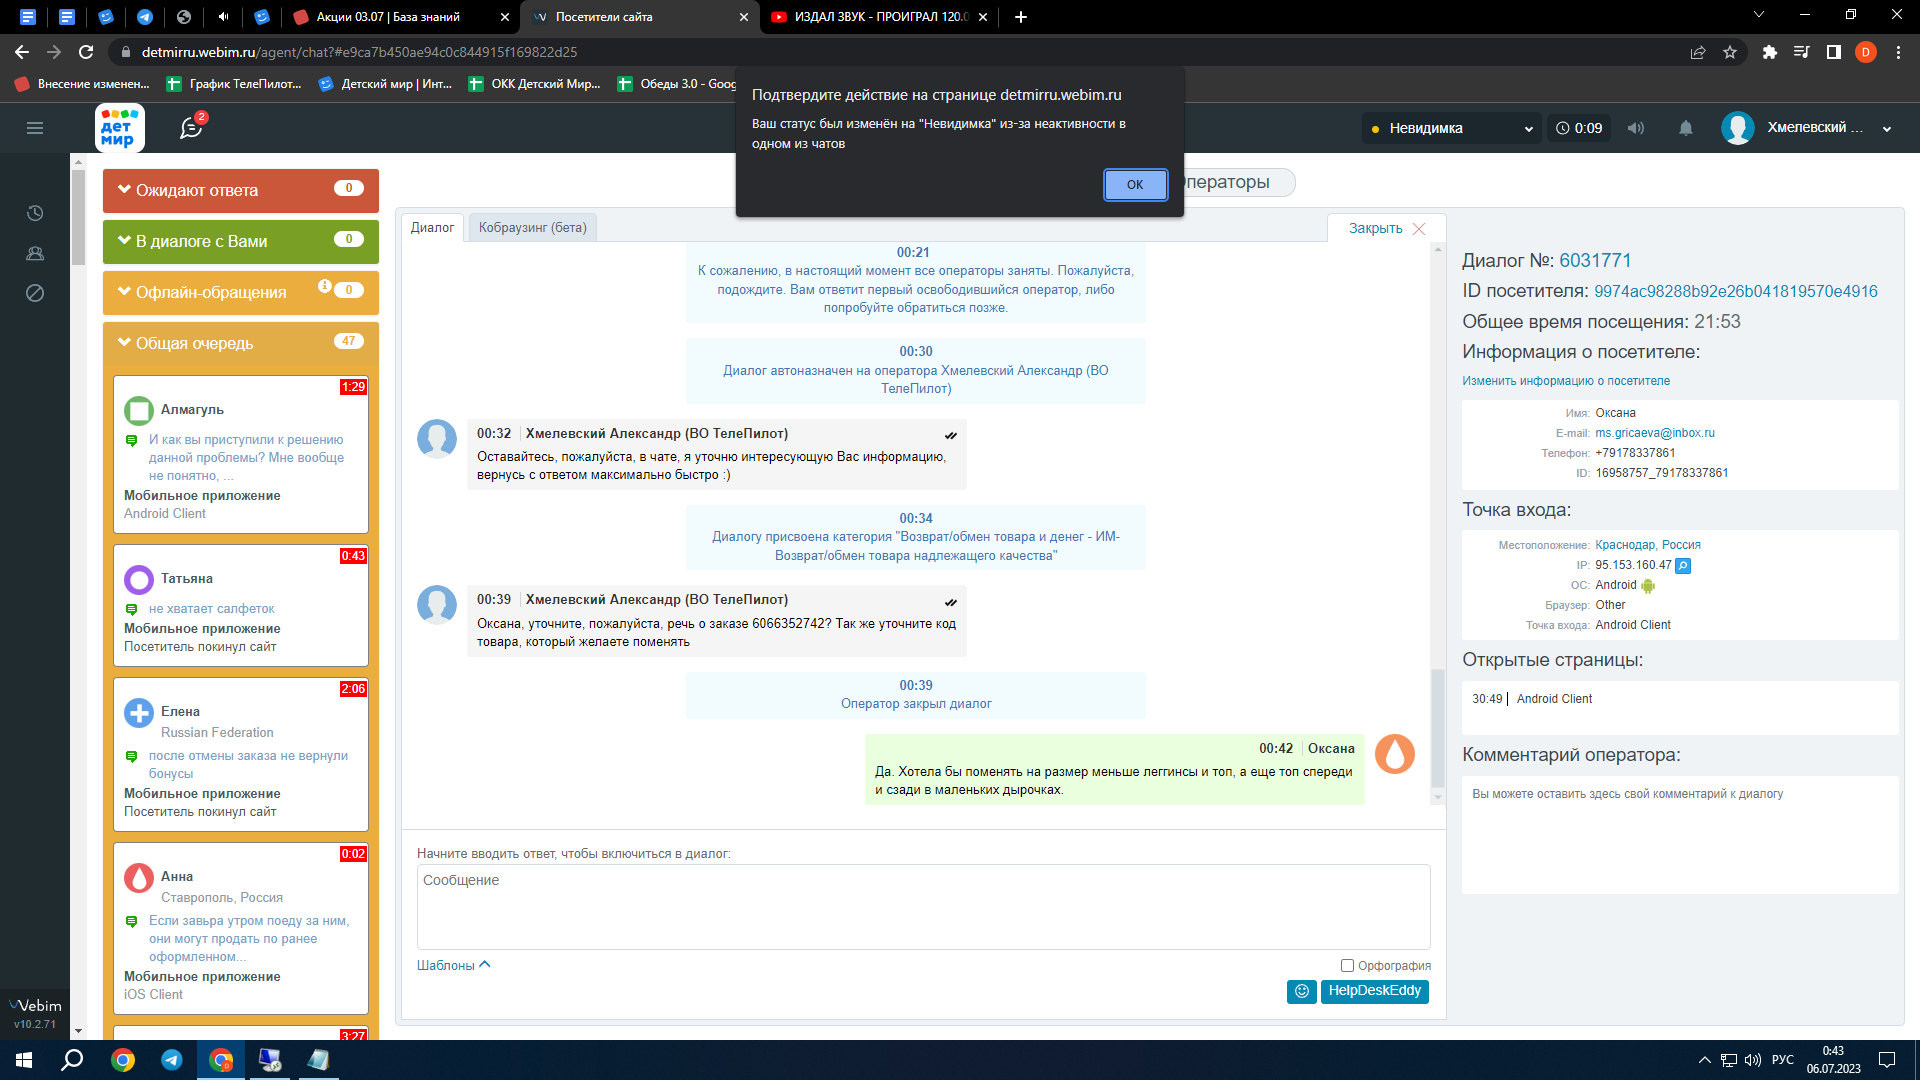 Акции 03.07 | База знаний
Посетители сайта
ИЗДАЛ ЗВУК - ПРОИГРАЛ 120.0
detmirru.webim.ru/agent/chat?#e9ca7b450ae94c0c844915f169822d25
D
Внесение изменен...
График ТелеПилот...
Детский мир | Инт...
ОКК Детский Мир...
Обеды 3.0 - Goog
Подтвердите действие на странице detmirru.webim.ru
Ваш статус был изменён на "Невидимка" из-за неактивности в
одном из чатов
ОК
дет
мир
2
Невидимка
0:09
Хмелевский ...
Ожидают ответа
0
В диалоге с Вами
0
Офлайн-обращения
0
Общая очередь
47
1:29
Алмагуль
И как вы приступили к решению
данной проблемы? Мне вообще
не понятно, ...
Мобильное приложение
Android Client
0:43
Татьяна
не хватает салфеток
Мобильное приложение
Посетитель покинул сайт
2:06
Елена
Russian Federation
после отмены заказа не вернули
бонусы
Мобильное приложение
Посетитель покинул сайт
0:02
Анна
Ставрополь, Россия
Если завьра утром поеду за ним,
они могут продать по ранее
оформленном...
Мобильное приложение
iOS Client
3:27
Webim
v10.2.71
Операторы
Диалог
Кобраузинг (бета)
Закрыть
00:21
К сожалению, в настоящий момент все операторы заняты. Пожалуйста,
подождите. Вам ответит первый освободившийся оператор, либо
попробуйте обратиться позже.
00:30
Диалог автоназначен на оператора Хмелевский Александр (ВО
ТелеПилот)
00:32 Хмелевский Александр (ВО ТелеПилот)
Оставайтесь, пожалуйста, в чате, я уточню интересующую Вас информацию,
вернусь с ответом максимально быстро :)
00:34
Диалогу присвоена категория "Возврат/обмен товара и денег - ИМ-
Возврат/обмен товара надлежащего качества"
00:39 Хмелевский Александр (ВО ТелеПилот)
Оксана, уточните, пожалуйста, речь о заказе 6066352742? Так же уточните код
товара, который желаете поменять
00:39
Оператор закрыл диалог
00:42 Оксана
Да. Хотела бы поменять на размер меньше леггинсы и топ, а еще топ спереди
и сзади в маленьких дырочках.
Начните вводить ответ, чтобы включиться в диалог:
Сообщение
Шаблоны
Орфография
HelpDeskEddy
Диалог №: 6031771
ID посетителя: 9974ac98288b92e26b041819570e4916
Общее время посещения: 21:53
Информация о посетителе:
Изменить информацию о посетителе
Имя: Оксана
E-mail: ms.gricaeva@inbox.ru
Телефон: +79178337861
ID: 16958757_79178337861
Точка входа:
Местоположение: Краснодар, Россия
IP: 95.153.160.47
ОС: Android
Браузер: Other
Точка входа: Android Client
Открытые страницы:
30:49 Android Client
Комментарий оператора:
Вы можете оставить здесь свой комментарий к диалогу
РУС
0:43
06.07.2023